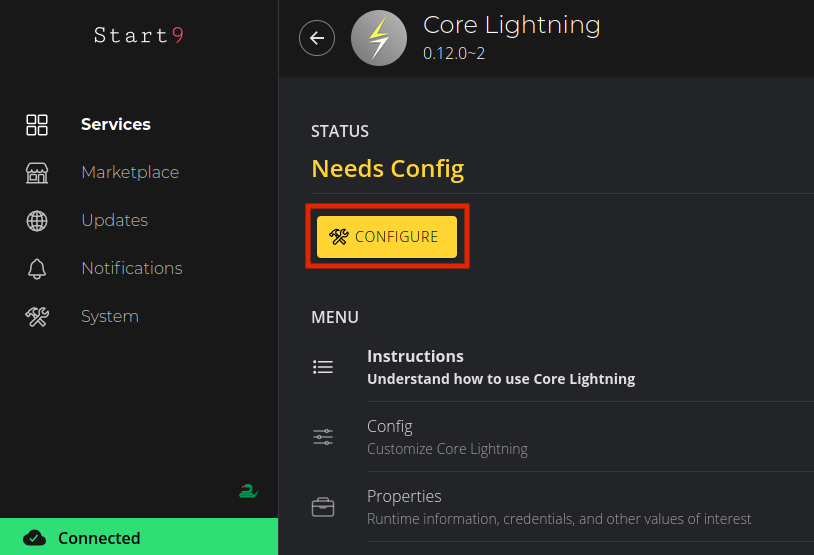 Start9
Services
Marketplace
Updates
Notifications
System
Connected
Core Lightning
0.12.0~2
STATUS
Needs Config
CONFIGURE
MENU
Instructions
Understand how to use Core Lightning
Config
Customize Core Lightning
Properties
Runtime information, credentials, and other values of interest